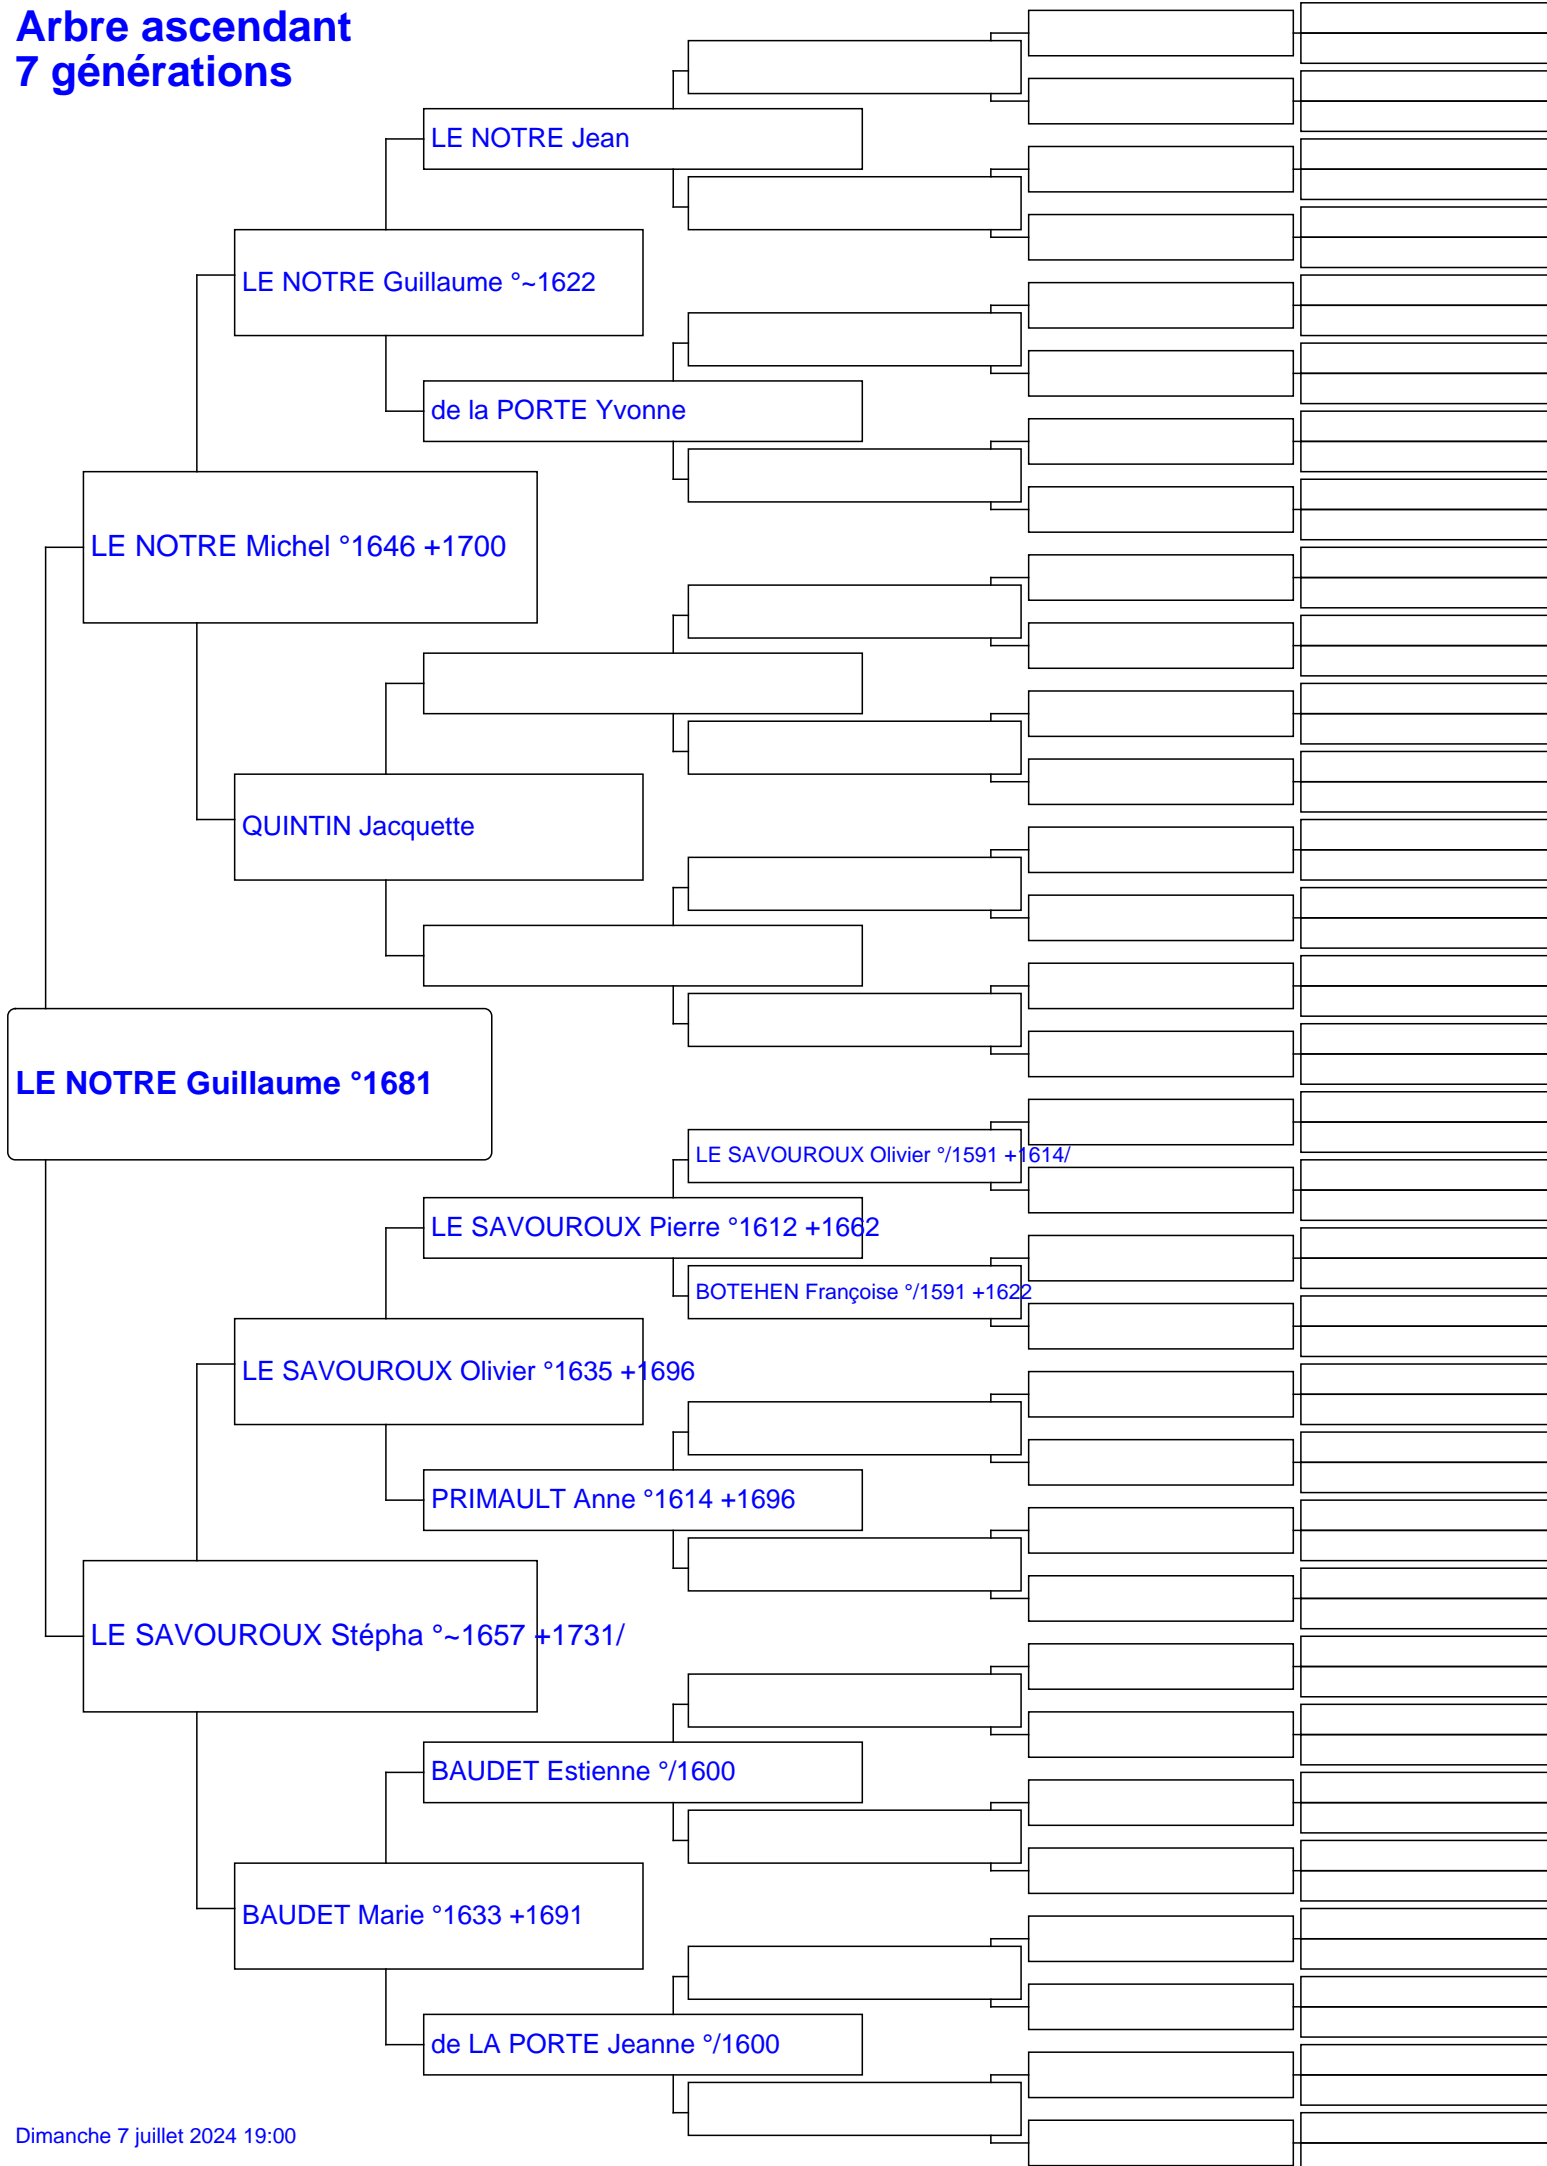 Arbre ascendant
7 générations
LE NOTRE Jean
LE NOTRE Guillaume °~1622
de la PORTE Yvonne
LE NOTRE Michel °1646 +1700
QUINTIN Jacquette
LE NOTRE Guillaume °1681
LE SAVOUROUX Olivier °/1591 +1614/
LE SAVOUROUX Pierre °1612 +1662
BOTEHEN Françoise °/1591 +1622
LE SAVOUROUX Olivier °1635 +1696
PRIMAULT Anne °1614 +1696
LE SAVOUROUX Stépha °~1657 +1731/
BAUDET Estienne °/1600
BAUDET Marie °1633 +1691
de LA PORTE Jeanne °/1600
Dimanche 7 juillet 2024 19:00